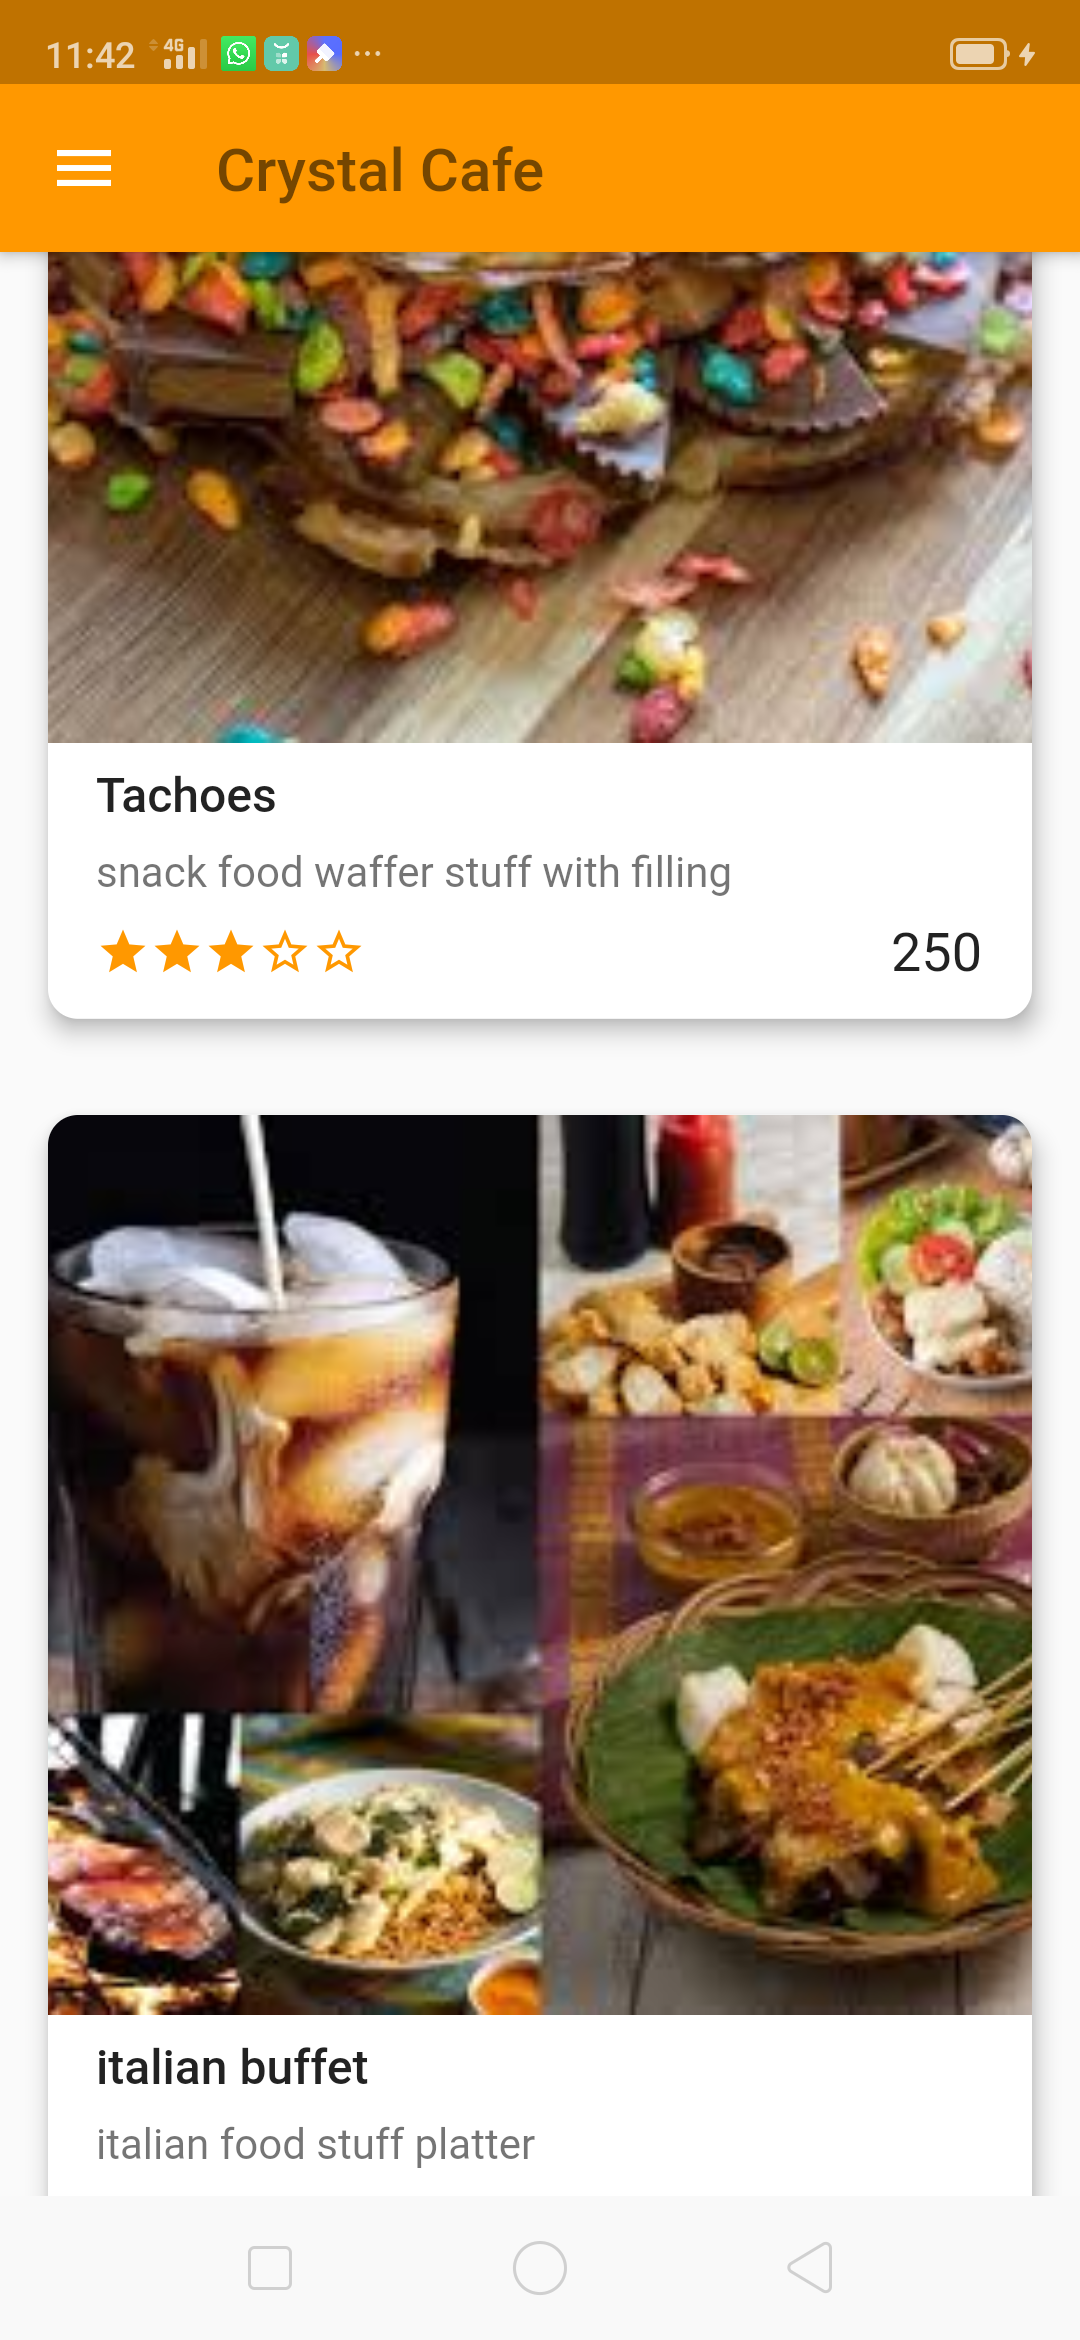 11:42 4G
Crystal Cafe
Tachoes
snack food waffer stuff with filling
250
italian buffet
italian food stuff platter